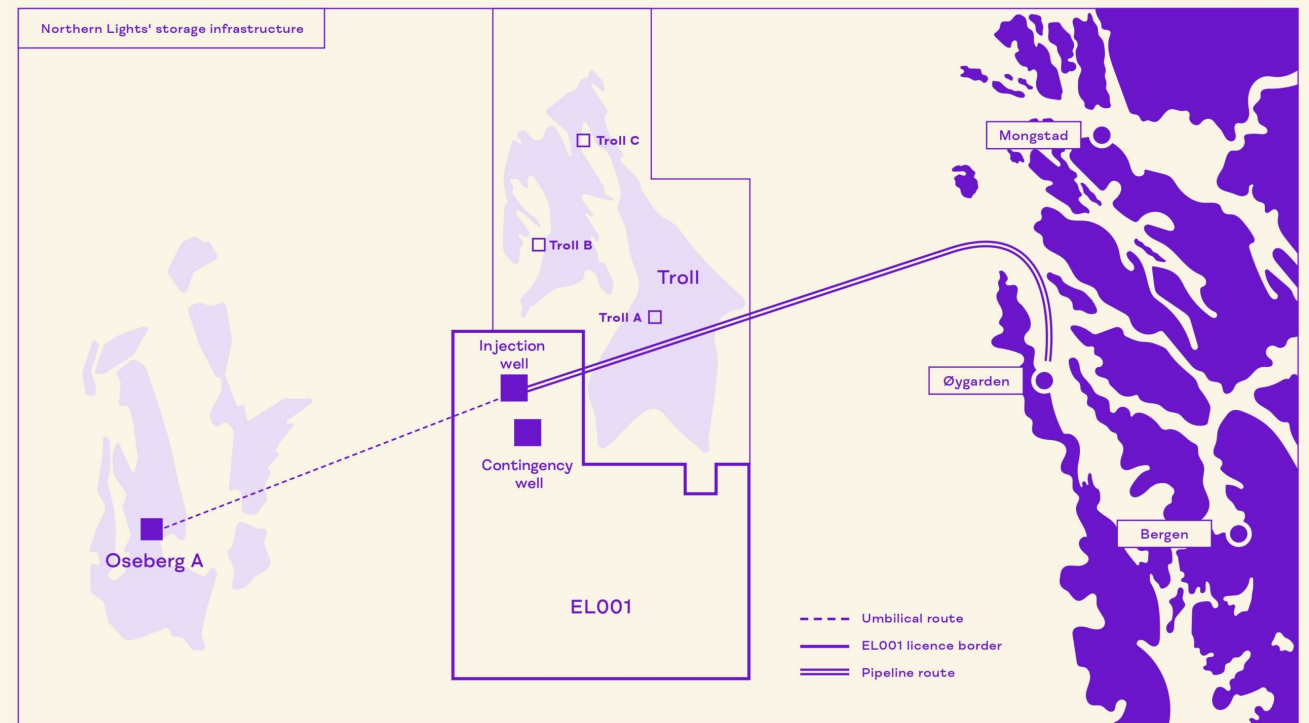 Northern Lights' storage infrastructure
Troll C
Mongstad
Troll B
Troll
Troll A
Injection
well
Øygarden
Contingency
well
Bergen
Oseberg A
EL001
Umbilical route
EL001 licence border
Pipeline route